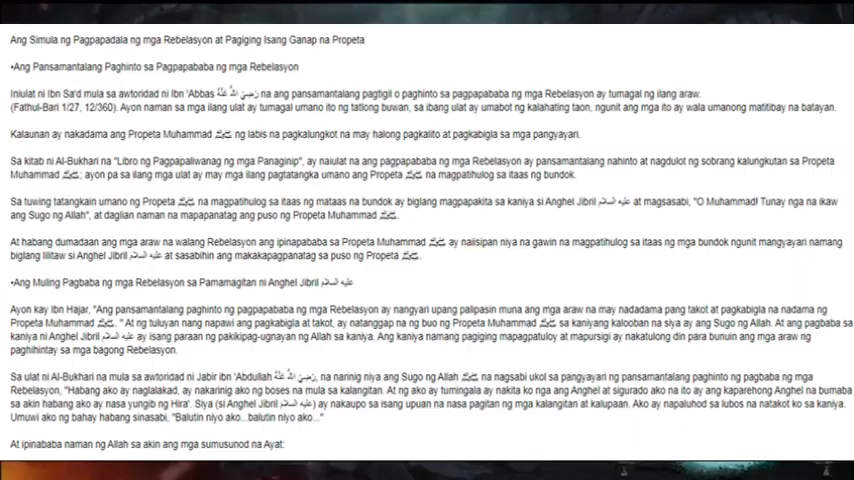 Ang Simula ng Pagpapadala ng mga Rebelasyon at Pagiging Isang Ganap na Propeta
•Ang Pansamantalang Paghinto sa Pagpapababa ng mga Rebelasyon
Iniulat ni Ibn Sa'd mula sa awtoridad ni Ibn 'Abbas رَضِيَ اللَّٰهُ عَنْهُ na ang pansamantalang pagtigil o paghinto sa pagpapababa ng mga Rebelasyon ay tumagal ng ilang araw.
(Fathul-Bari 1/27, 12/360). Ayon naman sa mga ilang ulat ay tumagal umano ito ng tatlong buwan, sa ibang ulat ay umabot ng kalahating taon, ngunit ang mga ito ay wala umanong matitibay na batayan.
Kalaunan ay nakadama ang Propeta Muhammad ﷺ ng labis na pagkalungkot na may halong pagkalito at pagkabigla sa mga pangyayari.
Sa kitab ni Al-Bukhari na "Libro ng Pagpapaliwanag ng mga Panaginip", ay naiulat na ang pagpapababa ng mga Rebelasyon ay pansamantalang nahinto at nagdulot ng sobrang kalungkutan sa Propeta
Muhammad ﷺ; ayon pa sa ilang mga ulat ay may mga ilang pagtatangka umano ang Propeta ﷺ na magpatihulog sa itaas ng bundok.
Sa tuwing tatangkain umano ng Propeta ﷺ na magpatihulog sa itaas ng mataas na bundok ay biglang magpapakita sa kaniya si Anghel Jibril عليه السلام at magsasabi, "O Muhammad! Tunay nga na ikaw
ang Sugo ng Allah", at daglian naman na mapapanatag ang puso ng Propeta Muhammad ﷺ.
At habang dumadaan ang mga araw na walang Rebelasyon ang ipinapababa sa Propeta Muhammad ﷺ ay naiisipan niya na gawin na magpatihulog sa itaas ng mga bundok ngunit mangyayari namang
biglang lilitaw si Anghel Jibril عليه السلام at sasabihin ang makakapagpanatag sa puso ng Propeta ﷺ.
•Ang Muling Pagbaba ng mga Rebelasyon sa Pamamagitan ni Anghel Jibril عليه السلام
Ayon kay Ibn Hajar, "Ang pansamantalang paghinto ng pagpapababa ng mga Rebelasyon ay nangyari upang palipasin muna ang mga araw na may nadadama pang takot at pagkabigla na nadama ng
Propeta Muhammad ﷺ. " At ng tuluyan nang napawi ang pagkabigla at takot, ay natanggap na ng buo ng Propeta Muhammad ﷺ sa kaniyang kalooban na siya ay ang Sugo ng Allah. At ang pagbaba sa
kaniya ni Anghel Jibril عليه السلام ay isang paraan ng pakikipag-ugnayan ng Allah sa kaniya. Ang kaniya namang pagiging mapagpatuloy at mapursigi ay nakatulong din para bunuin ang mga araw ng
paghihintay sa mga bagong Rebelasyon.
Sa ulat ni Al-Bukhari na mula sa awtoridad ni Jabir ibn 'Abdullah رَضِيَ اللَّٰهُ عَنْهُ, na narinig niya ang Sugo ng Allah ﷺ na nagsabi ukol sa pangyayari ng pansamantalang paghinto ng pagbaba ng mga
Rebelasyon, "Habang ako ay naglalakad, ay nakarinig ako ng boses na mula sa kalangitan. At ng ako ay tumingala ay nakita ko nga ang Anghel at sigurado ako na ito ay ang kaparehong Anghel na bumaba
sa akin habang ako ay nasa yungib ng Hira'. Siya (si Anghel Jibril عليه السلام) ay nakaupo sa isang upuan na nasa pagitan ng mga kalangitan at kalupaan. Ako ay napaluhod sa lubos na natakot ko sa kaniya.
Umuwi ako ng bahay habang sinasabi, "Balutin niyo ako...balutin niyo ako..."
At ipinababa naman ng Allah sa akin ang mga sumusunod na Ayat: